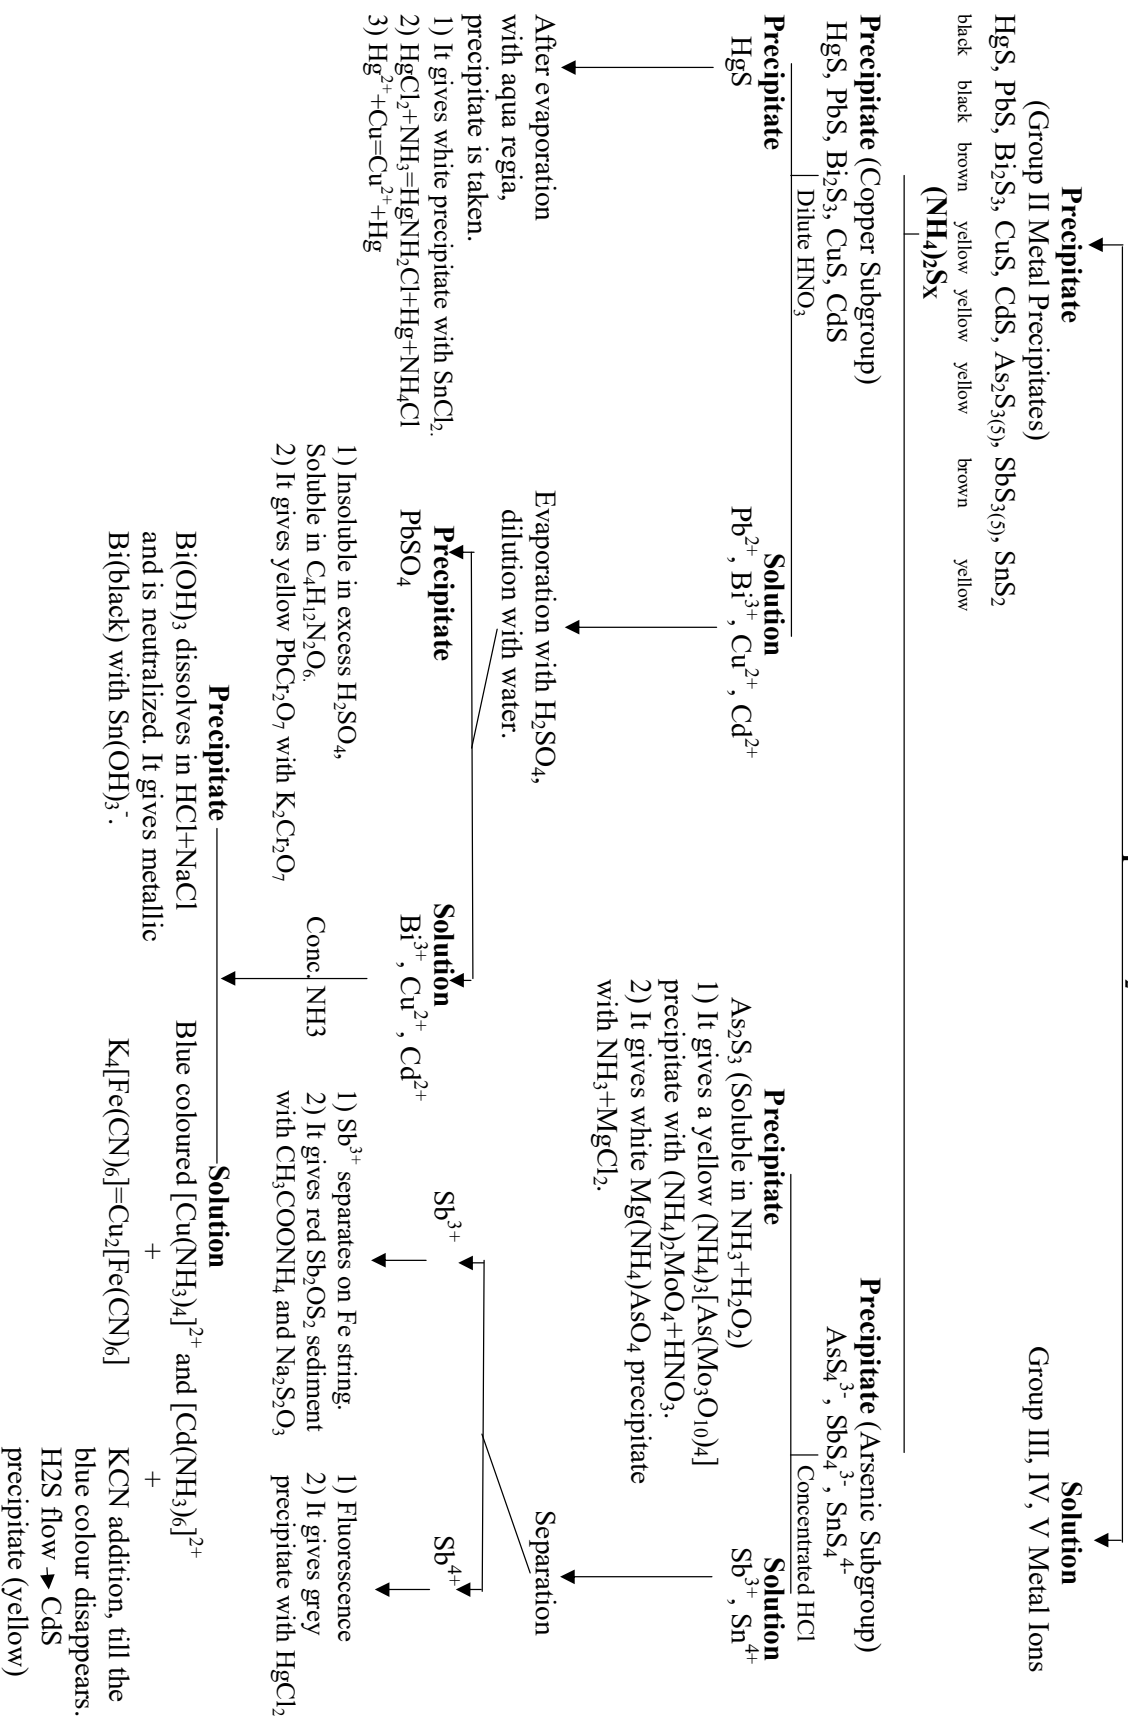 Precipitate
(Group II Metal Precipitates)
HgS, PbS, Bi₂S₃, CuS, CdS, As₂S₃₍₅₎, SbS₃₍₅₎, SnS₂
black black brown yellow yellow yellow brown yellow
Solution
Group III, IV, V Metal Ions
(NH₄)₂Sx
Precipitate (Copper Subgroup)
HgS, PbS, Bi₂S₃, CuS, CdS
Dilute HNO₃
Precipitate (Arsenic Subgroup)
AsS₄³⁻, SbS₄³⁻, SnS₄⁴⁻
Concentrated HCl
Precipitate
HgS
Solution
Pb²⁺, Bi³⁺, Cu²⁺, Cd²⁺
Precipitate
As₂S₃ (Soluble in NH₃+H₂O₂)
1) It gives a yellow (NH₄)₃[As(Mo₃O₁₀)₄]
precipitate with (NH₄)₂MoO₄+HNO₃.
2) It gives white Mg(NH₄)AsO₄ precipitate
with NH₃+MgCl₂.
Solution
Sb³⁺, Sn⁴⁺
After evaporation
with aqua regia,
precipitate is taken.
1) It gives white precipitate with SnCl₂.
2) HgCl₂+NH₃=HgNH₂Cl+Hg+NH₄Cl
3) Hg²⁺+Cu=Cu²⁺+Hg
Evaporation with H₂SO₄,
dilution with water.
Separation
Precipitate
PbSO₄
1) Insoluble in excess H₂SO₄,
Soluble in C₄H₁₂N₂O₆.
2) It gives yellow PbCr₂O₇ with K₂Cr₂O₇
Solution
Bi³⁺, Cu²⁺, Cd²⁺
Conc. NH3
Sb³⁺
1) Sb³⁺ separates on Fe string.
2) It gives red Sb₂OS₂ sediment
with CH₃COONH₄ and Na₂S₂O₃
Sb⁴⁺
1) Fluorescence
2) It gives grey
precipitate with HgCl₂
Precipitate
Bi(OH)₃ dissolves in HCl+NaCl
and is neutralized. It gives metallic
Bi(black) with Sn(OH)₃⁻.
Solution
Blue coloured [Cu(NH₃)₄]²⁺ and [Cd(NH₃)₆]²⁺
+ +
K₄[Fe(CN)₆]=Cu₂[Fe(CN)₆]
KCN addition, till the
blue colour disappears.
H2S flow → CdS
precipitate (yellow)